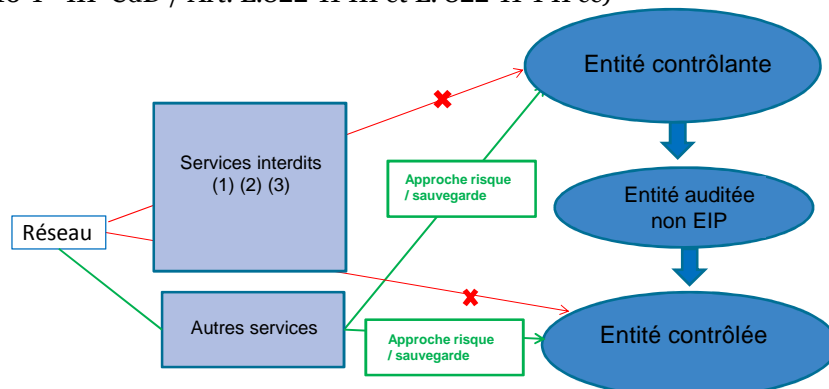 Entité contrôlante
Services interdits
(1) (2) (3)
Approche risque
/ sauvegarde
Entité auditée
non EIP
Réseau
Autres services
Approche risque
/ sauvegarde
Entité contrôlée